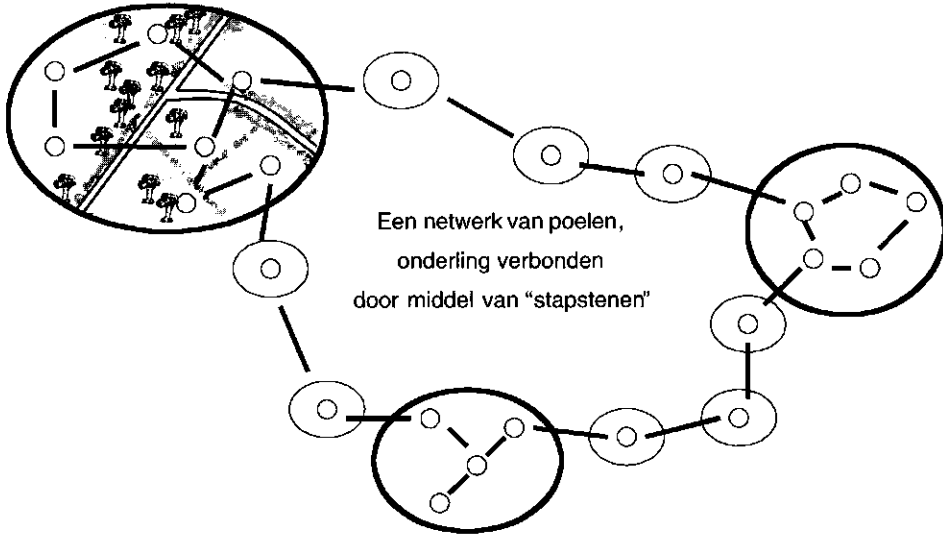 Een netwerk van poelen,
onderling verbonden
door middel van “stapstenen”